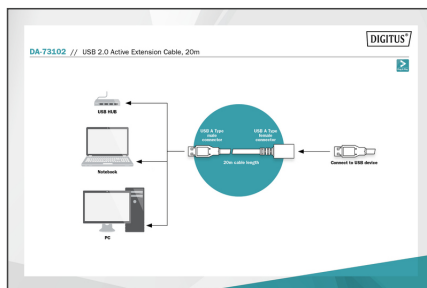 DIGITUS
DA-73102 // USB 2.0 Active Extension Cable, 20m
USB HUB
USB A Type
male
connector
USB A Type
female
connector
20m cable length
Notebook
Connect to USB device
PC